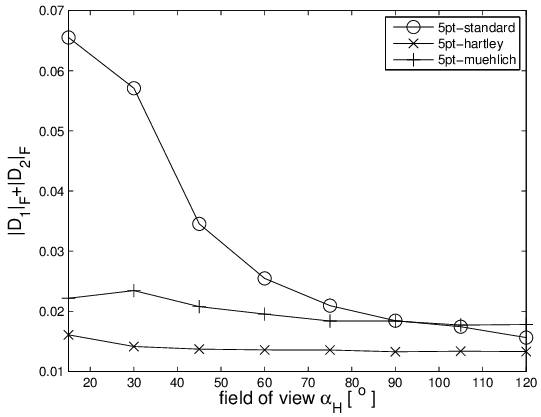 0.07
0.06
0.05
0.04
0.03
0.02
0.01
|D1|F+|D2|F
5pt−standard
5pt−hartley
5pt−muehlich
20 30 40 50 60 70 80 90 100 110 120
field of view αH [°]